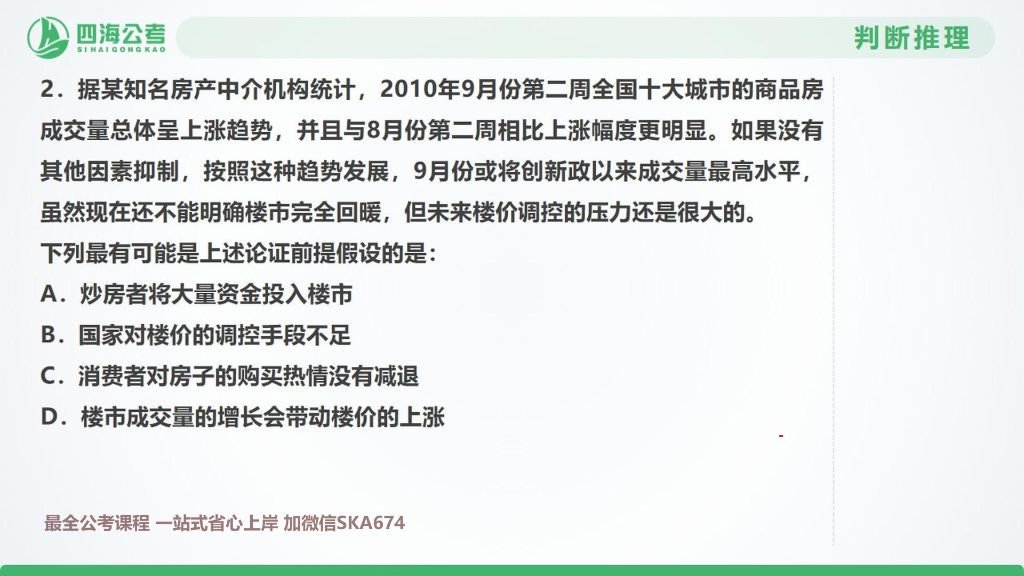 四海公考
SIHAIGONGKAO
判断推理
2．据某知名房产中介机构统计，2010年9月份第二周全国十大城市的商品房
成交量总体呈上涨趋势，并且与8月份第二周相比上涨幅度更明显。如果没有
其他因素抑制，按照这种趋势发展，9月份或将创新政以来成交量最高水平，
虽然现在还不能明确楼市完全回暖，但未来楼价调控的压力还是很大的。
下列最有可能是上述论证前提假设的是：
A．炒房者将大量资金投入楼市
B．国家对楼价的调控手段不足
C．消费者对房子的购买热情没有减退
D．楼市成交量的增长会带动楼价的上涨
最全公考课程 一站式省心上岸 加微信SKA674